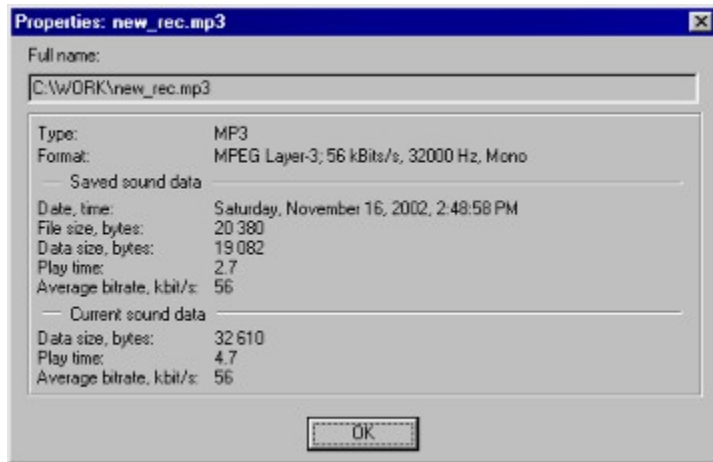 Properties: new_rec.mp3
Full name:
C:\WORK\new_rec.mp3
Type: MP3
Format: MPEG Layer-3; 56 kBits/s, 32000 Hz, Mono
Saved sound data
Date, time: Saturday, November 16, 2002, 2:48:58 PM
File size, bytes: 20 380
Data size, bytes: 19 082
Play time: 2.7
Average bitrate, kbit/s: 56
Current sound data
Data size, bytes: 32 610
Play time: 4.7
Average bitrate, kbit/s: 56
OK